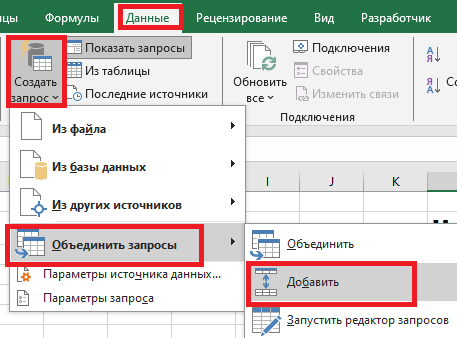 цы Формулы Данные Рецензирование Вид Разработчик
Создать запрос
Показать запросы
Из таблицы
Последние источники
Обновить все
Подключения
Свойства
Изменить связи
Подключения
Из файла
Из базы данных
Из других источников
Объединить запросы
Параметры источника данных...
Параметры запроса
I J K
Объединить
Добавить
Запустить редактор запросов